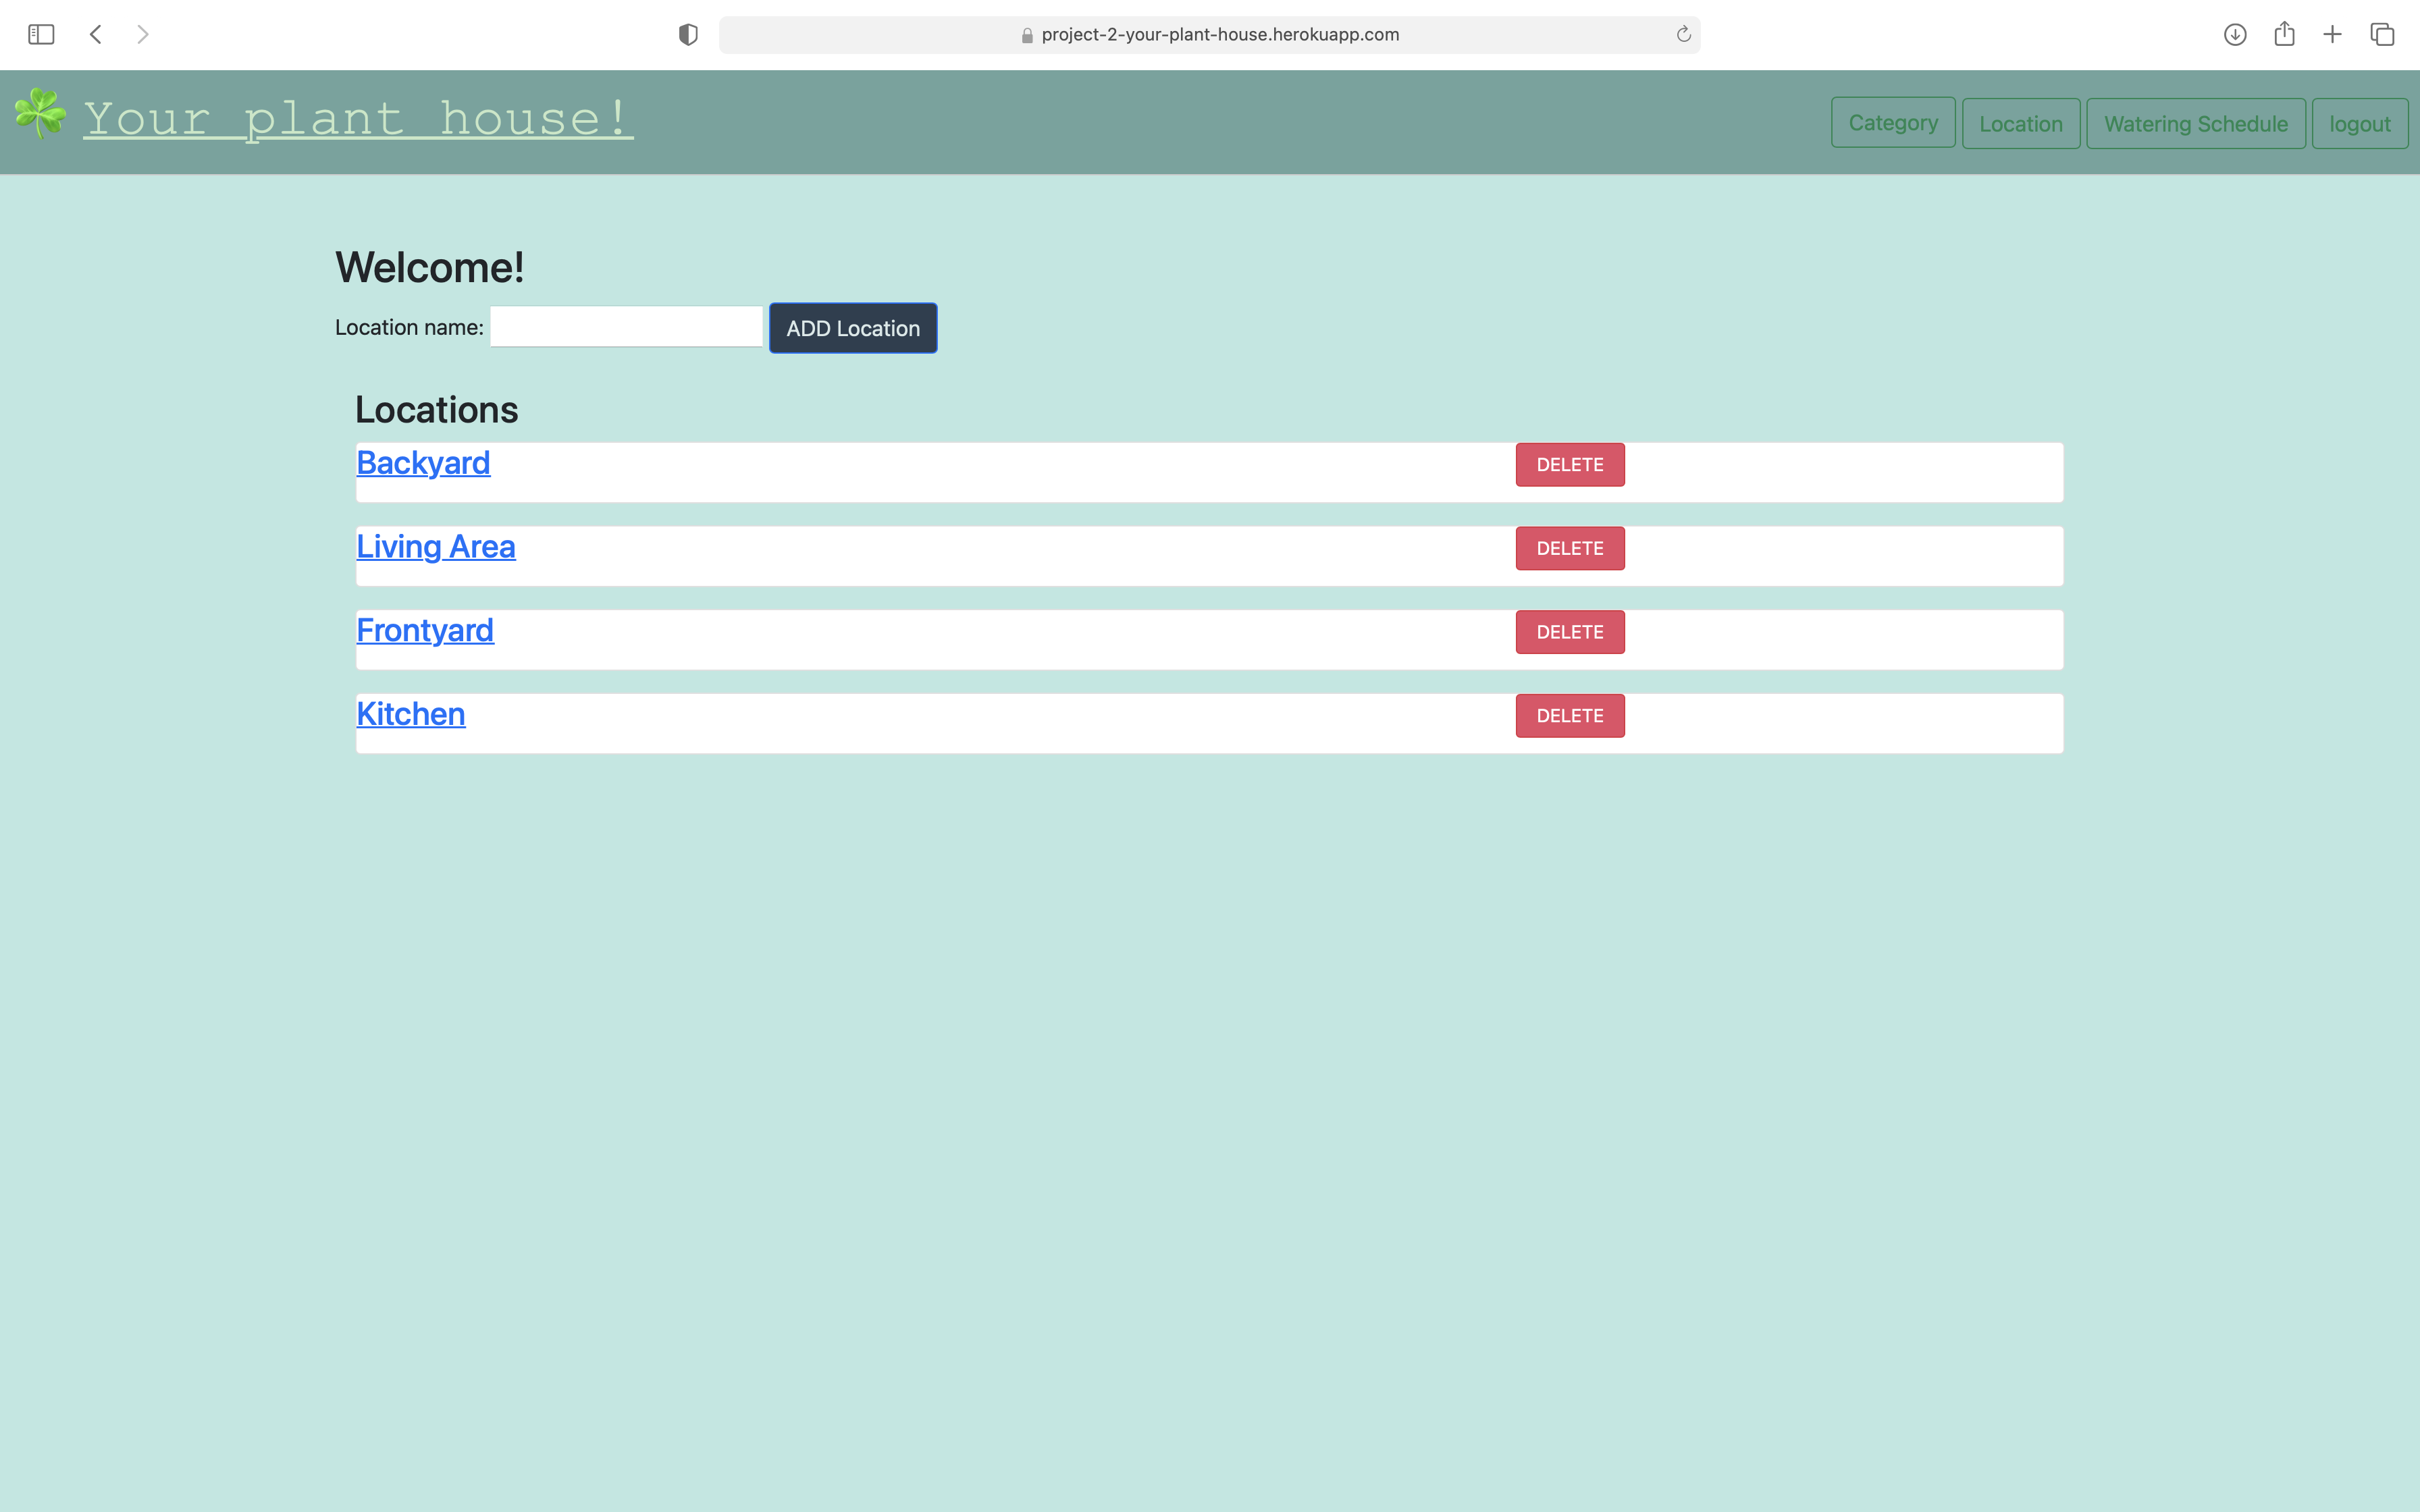 project-2-your-plant-house.herokuapp.com
Your plant house!
Category Location Watering Schedule logout
Welcome!
Location name: ADD Location
Locations
Backyard DELETE
Living Area DELETE
Frontyard DELETE
Kitchen DELETE